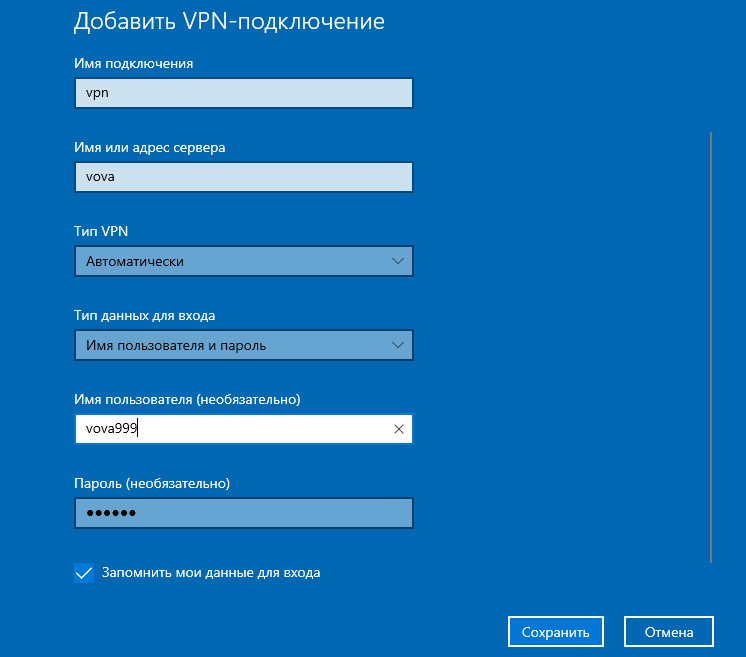 Добавить VPN-подключение
Имя подключения
vpn
Имя или адрес сервера
vova
Тип VPN
Автоматически
Тип данных для входа
Имя пользователя и пароль
Имя пользователя (необязательно)
vova999
Пароль (необязательно)
●●●●●●
Запомнить мои данные для входа
Сохранить
Отмена